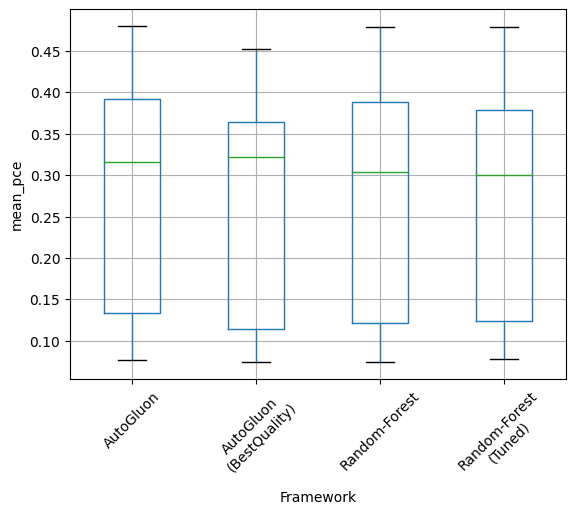 mean_pce
0.45
0.40
0.35
0.30
0.25
0.20
0.15
0.10
AutoGluon
AutoGluon
(BestQuality)
Random-Forest
Random-Forest
(Tuned)
Framework